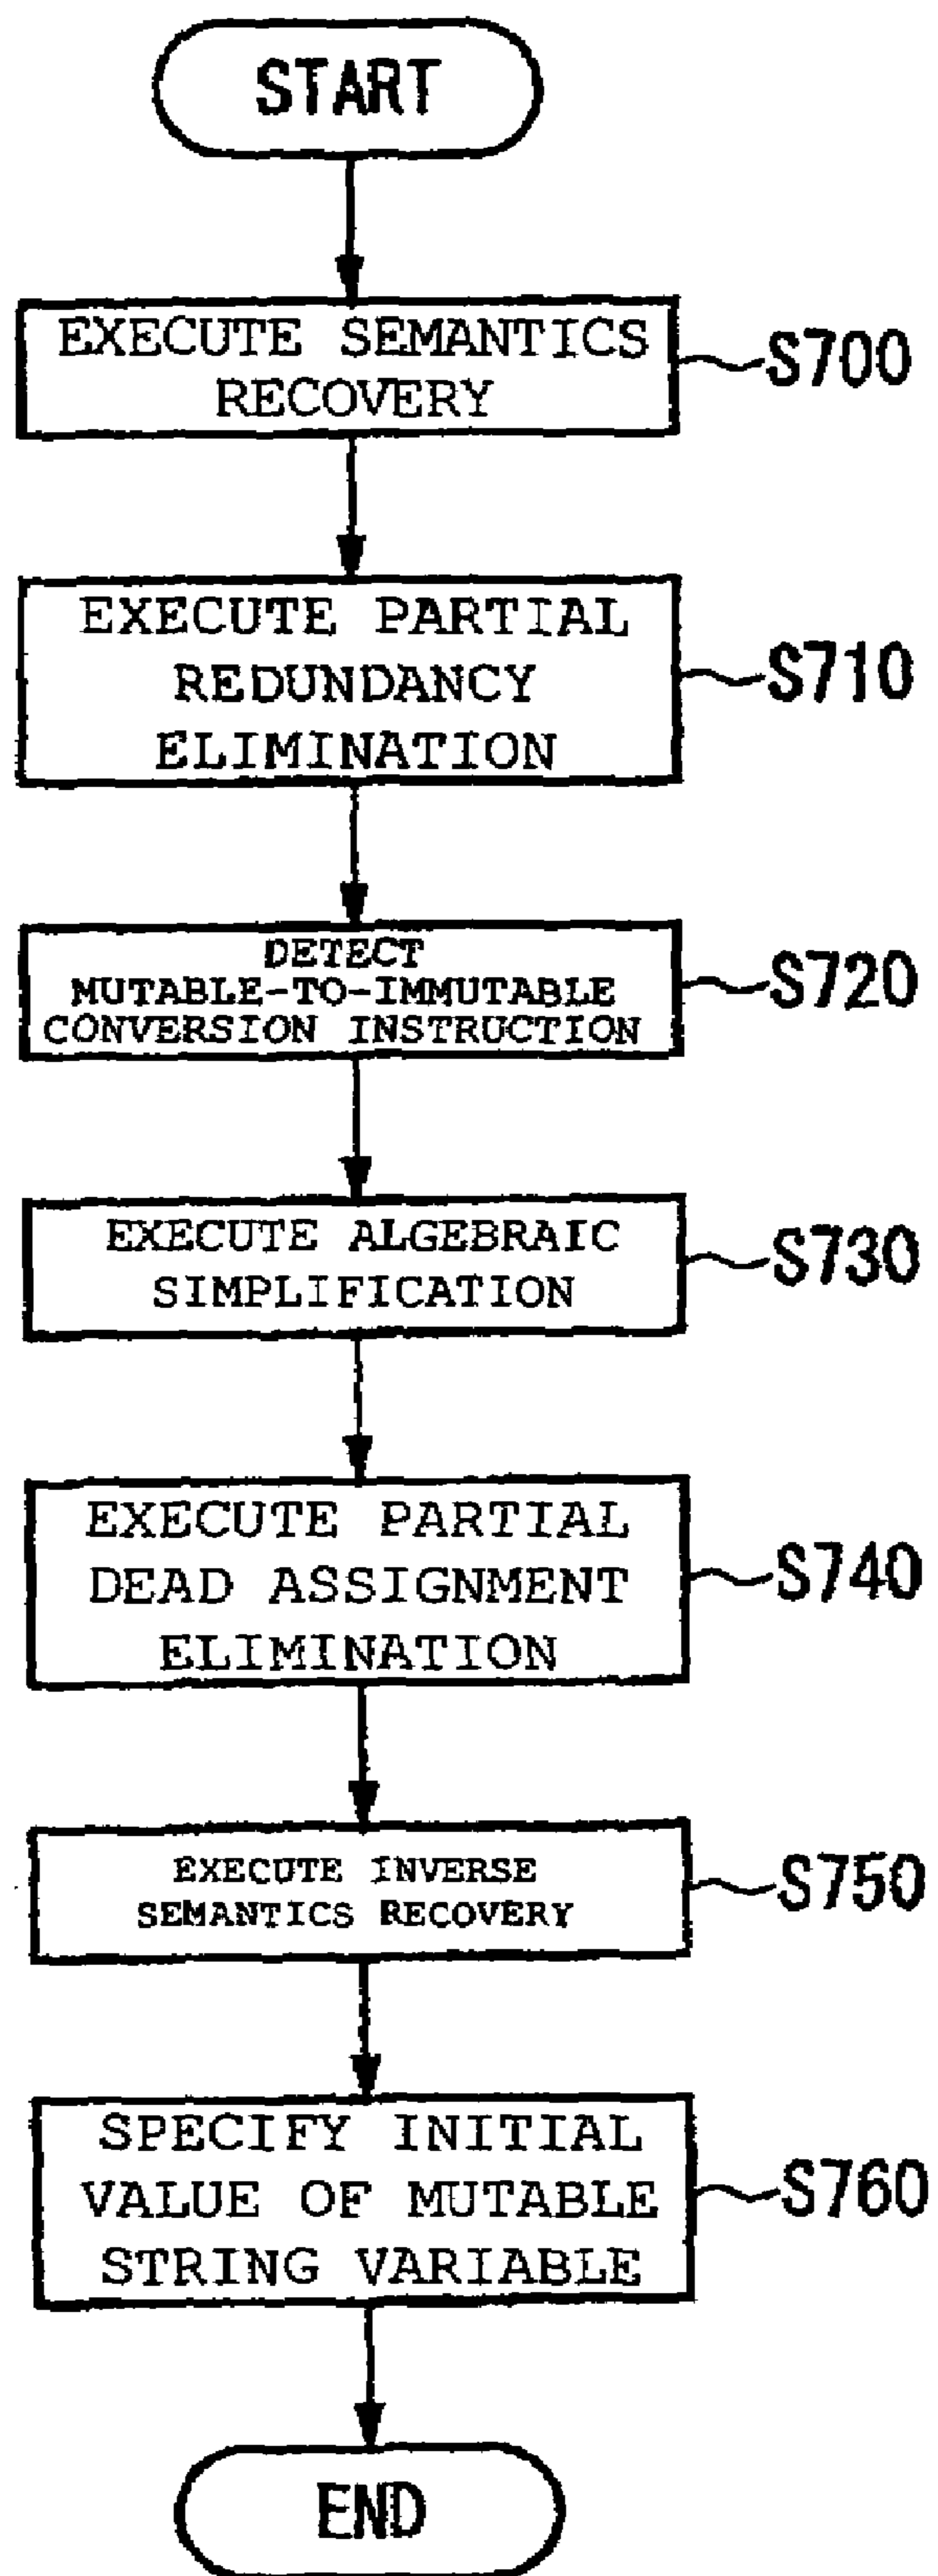 START
EXECUTE SEMANTICS
RECOVERY
S700
EXECUTE PARTIAL
REDUNDANCY
ELIMINATION
S710
DETECT
MUTABLE-TO-IMMUTABLE
CONVERSION INSTRUCTION
S720
EXECUTE ALGEBRAIC
SIMPLIFICATION
S730
EXECUTE PARTIAL
DEAD ASSIGNMENT
ELIMINATION
S740
EXECUTE INVERSE
SEMANTICS RECOVERY
S750
SPECIFY INITIAL
VALUE OF MUTABLE
STRING VARIABLE
S760
END